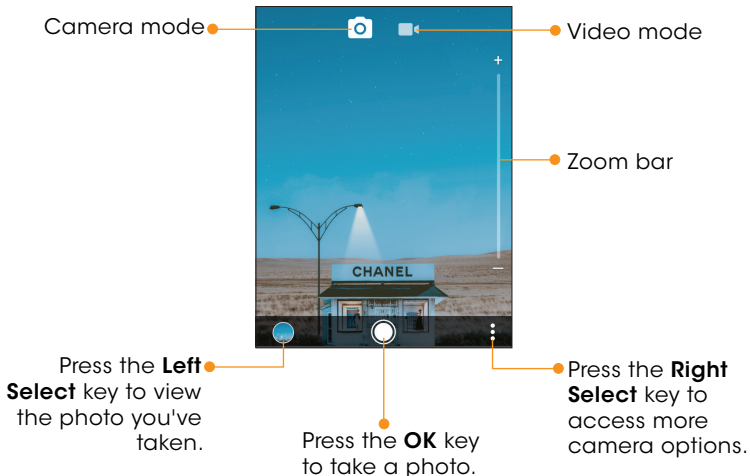 Camera mode
Video mode
+
Zoom bar
–
CHANEL
Press the Left
Select key to view
the photo you've
taken.
Press the OK key
to take a photo.
Press the Right
Select key to
access more
camera options.